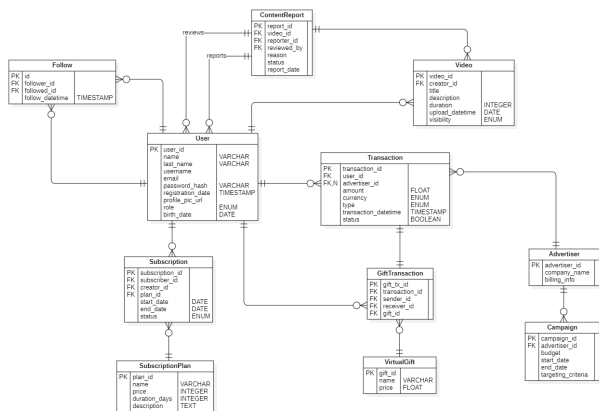 ContentReport
PK report_id
FK video_id
FK reporter_id
FK reviewed_by
reason
status
report_date
reviews
reports
Follow
PK id
FK follower_id
FK followed_id
follow_datetime TIMESTAMP
Video
PK video_id
FK creator_id
title
description
duration INTEGER
upload_datetime DATE
visibility ENUM
User
PK user_id
name VARCHAR
last_name VARCHAR
username
email
password_hash VARCHAR
registration_date TIMESTAMP
profile_pic_url
role ENUM
birth_date DATE
Transaction
PK transaction_id
FK user_id
FK,N advertiser_id
amount FLOAT
currency ENUM
type ENUM
transaction_datetime TIMESTAMP
status BOOLEAN
Subscription
PK subscription_id
FK subscriber_id
FK creator_id
FK plan_id
start_date DATE
end_date DATE
status ENUM
GiftTransaction
PK gift_tx_id
FK transaction_id
FK sender_id
FK receiver_id
FK gift_id
Advertiser
PK advertiser_id
company_name
billing_info
Campaign
PK campaign_id
FK advertiser_id
budget
start_date
end_date
targeting_criteria
SubscriptionPlan
PK plan_id
name VARCHAR
price INTEGER
duration_days INTEGER
description TEXT
VirtualGift
PK gift_id
name VARCHAR
price FLOAT